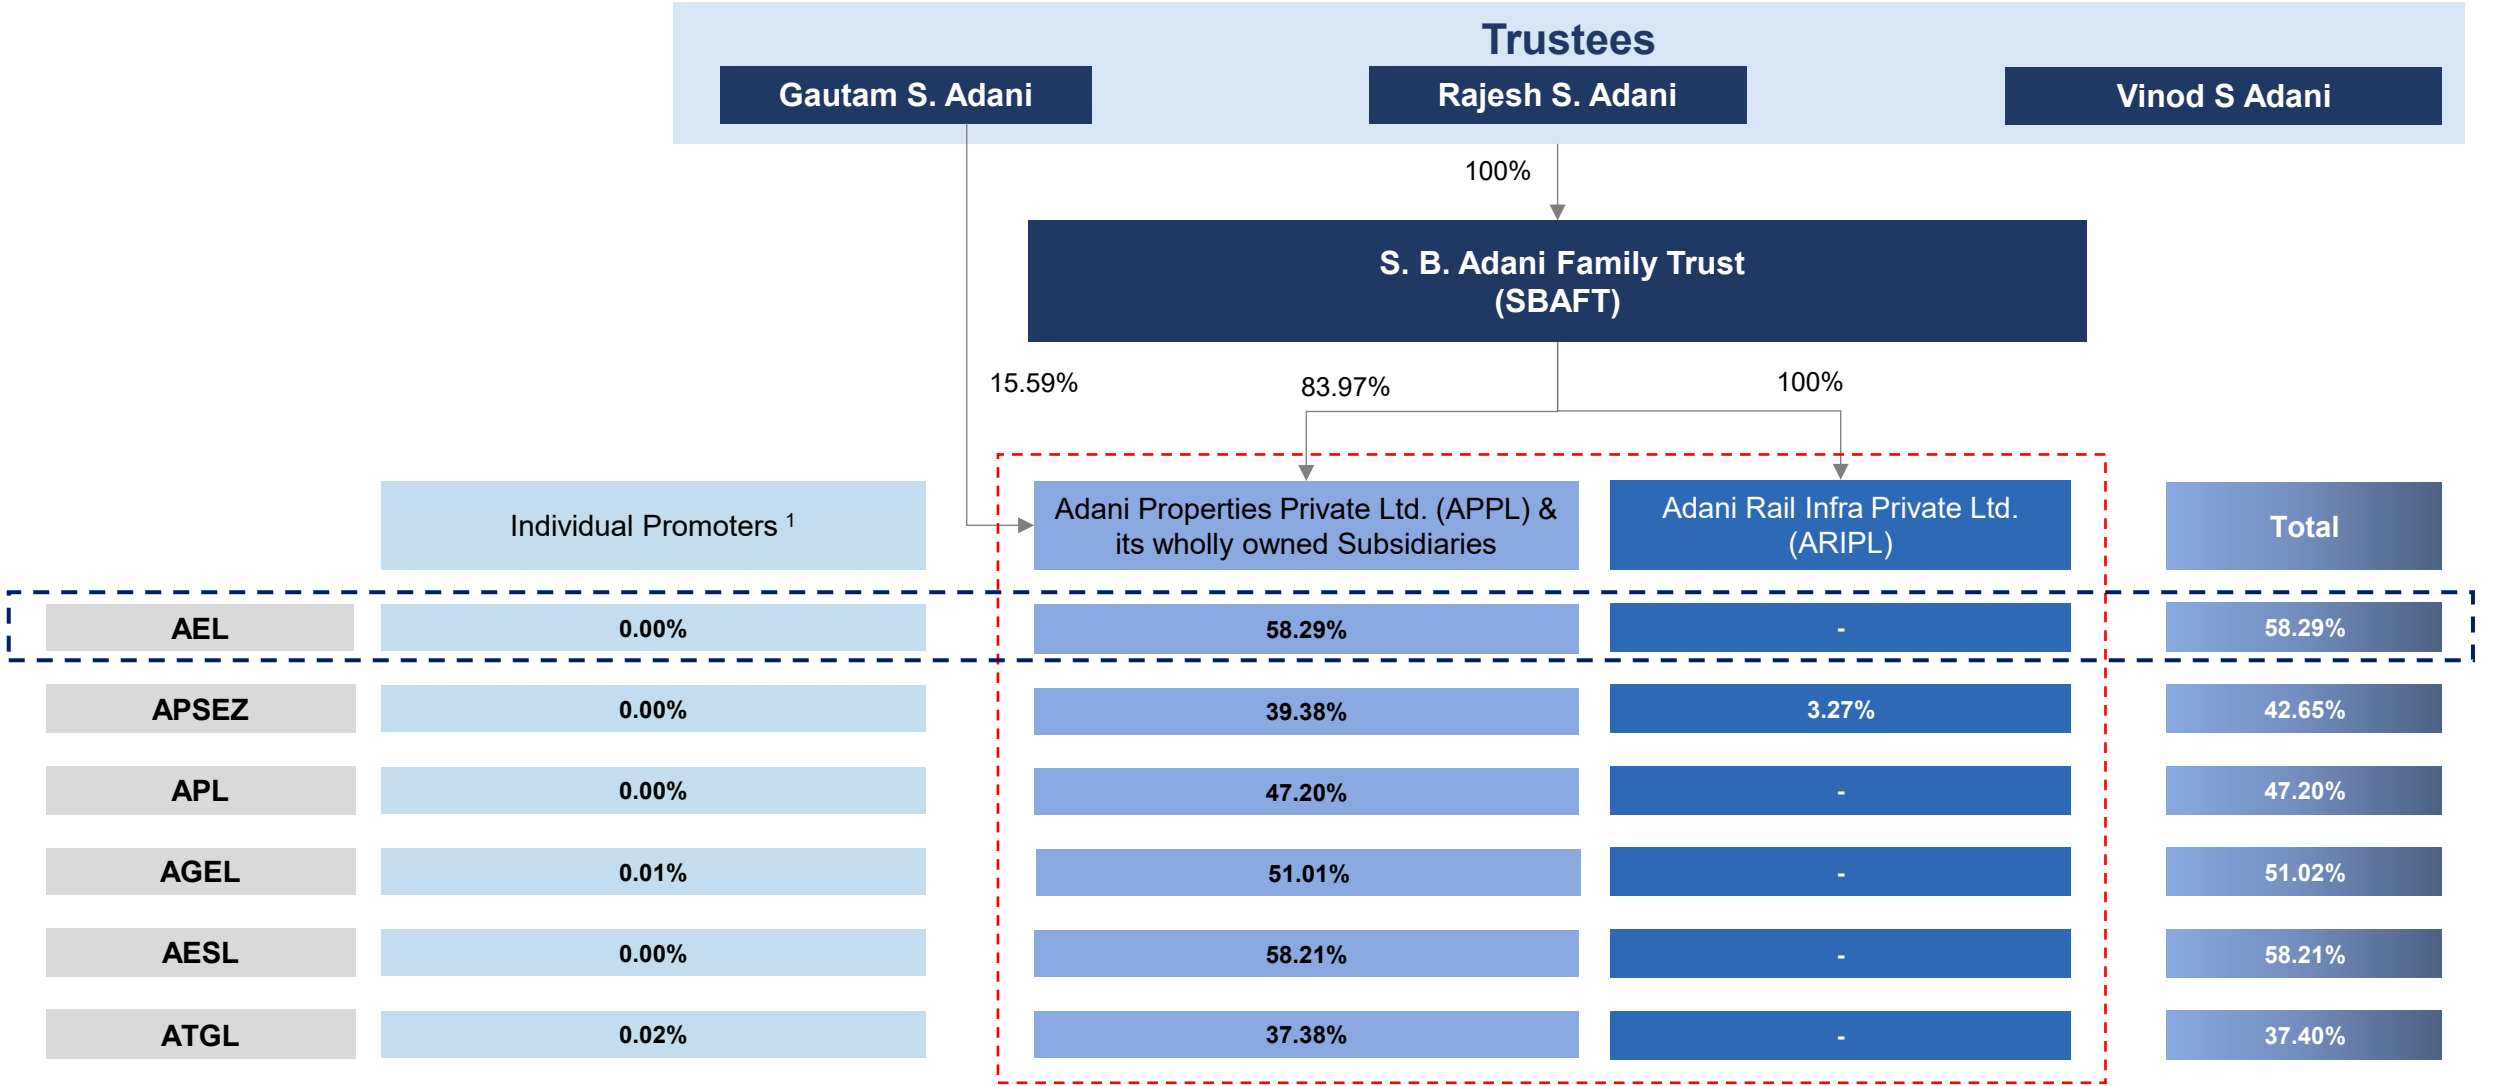 Trustees
Gautam S. Adani
Rajesh S. Adani
Vinod S Adani
100%
S. B. Adani Family Trust
(SBAFT)
15.59%
83.97%
100%
Individual Promoters 1
Adani Properties Private Ltd. (APPL) &
its wholly owned Subsidiaries
Adani Rail Infra Private Ltd.
(ARIPL)
Total
AEL
0.00%
58.29%
-
58.29%
APSEZ
0.00%
39.38%
3.27%
42.65%
APL
0.00%
47.20%
-
47.20%
AGEL
0.01%
51.01%
-
51.02%
AESL
0.00%
58.21%
-
58.21%
ATGL
0.02%
37.38%
-
37.40%